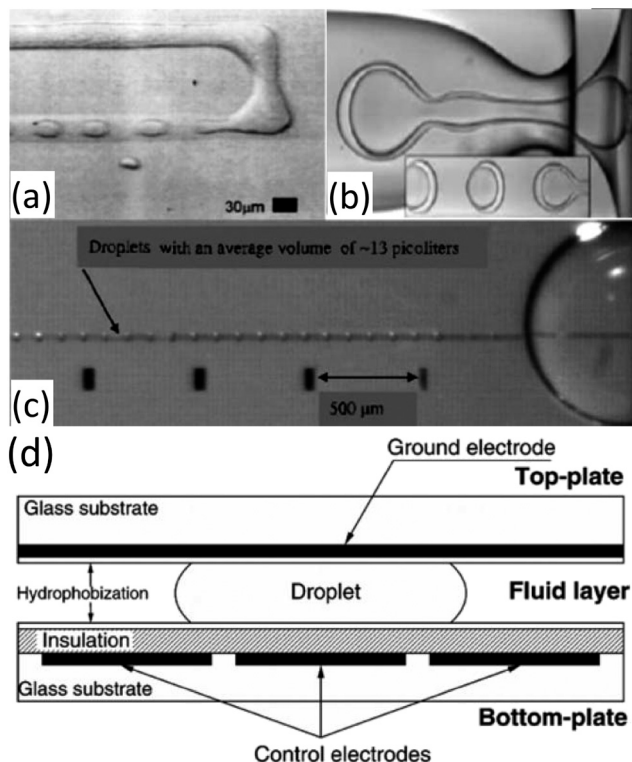 (a)
30μm
(b)
Droplets with an average volume of ~13 picoliters
(c)
500 μm
(d)
Ground electrode
Top-plate
Glass substrate
Hydrophobization
Droplet
Fluid layer
Insulation
Glass substrate
Bottom-plate
Control electrodes